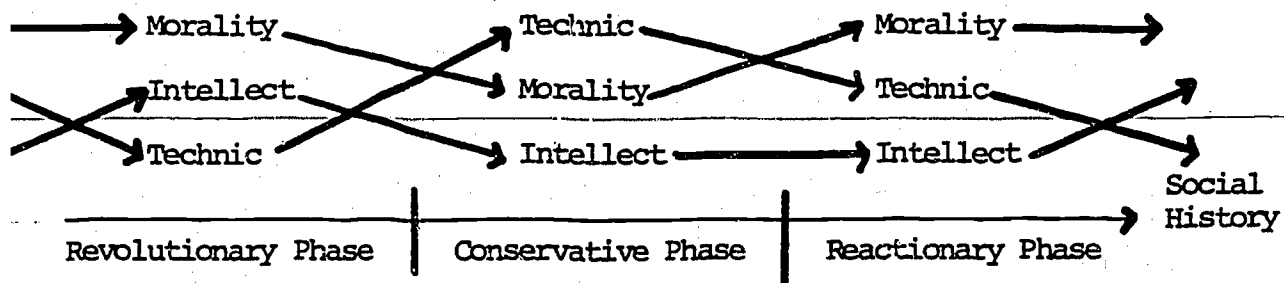 Morality Technic Morality
Intellect Morality Technic
Technic Intellect Intellect
Social
History
Revolutionary Phase Conservative Phase Reactionary Phase